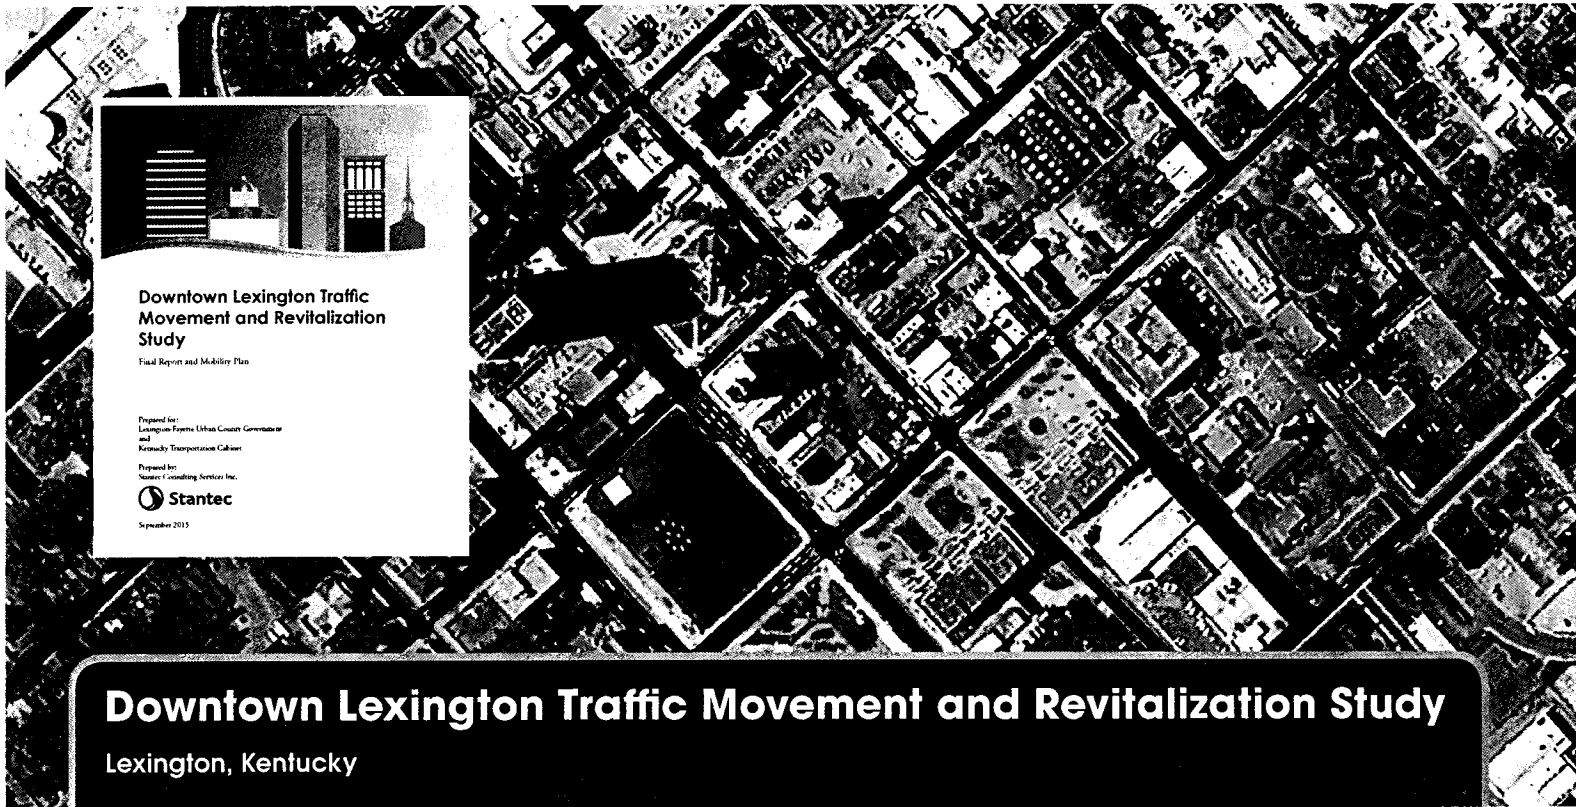 Downtown Lexington Traffic
Movement and Revitalization
Study
Final Report and Mobility Plan
Prepared for:
Lexington-Fayette Urban County Government
and
Kentucky Transportation Cabinet
Prepared by:
Stantec Consulting Services Inc.
Stantec
September 2015
Downtown Lexington Traffic Movement and Revitalization Study
Lexington, Kentucky